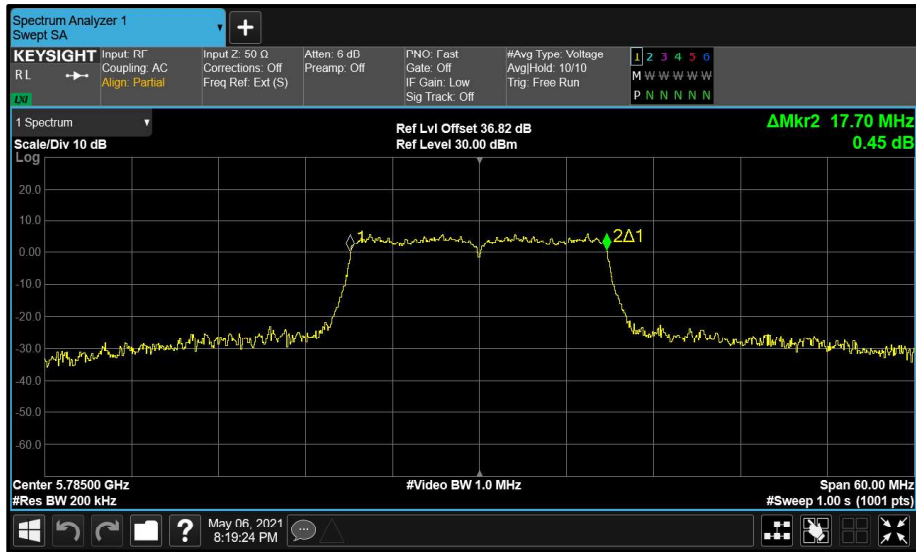 Spectrum Analyzer 1
Swept SA
+
KEYSIGHT
RL
LXI
Input: RF
Coupling: AC
Align: Partial
Input Z: 50 Ω
Corrections: Off
Freq Ref: Ext (S)
Atten: 6 dB
Preamp: Off
PNO: Fast
Gate: Off
IF Gain: Low
Sig Track: Off
#Avg Type: Voltage
Avg|Hold: 10/10
Trig: Free Run
1 2 3 4 5 6
M W W W W W
P N N N N N
1 Spectrum
Scale/Div 10 dB
Log
Ref Lvl Offset 36.82 dB
Ref Level 30.00 dBm
ΔMkr2 17.70 MHz
0.45 dB
20.0
10.0
0.00
-10.0
-20.0
-30.0
-40.0
-50.0
-60.0
1
2Δ1
Center 5.78500 GHz
#Res BW 200 kHz
#Video BW 1.0 MHz
Span 60.00 MHz
#Sweep 1.00 s (1001 pts)
?
May 06, 2021
8:19:24 PM